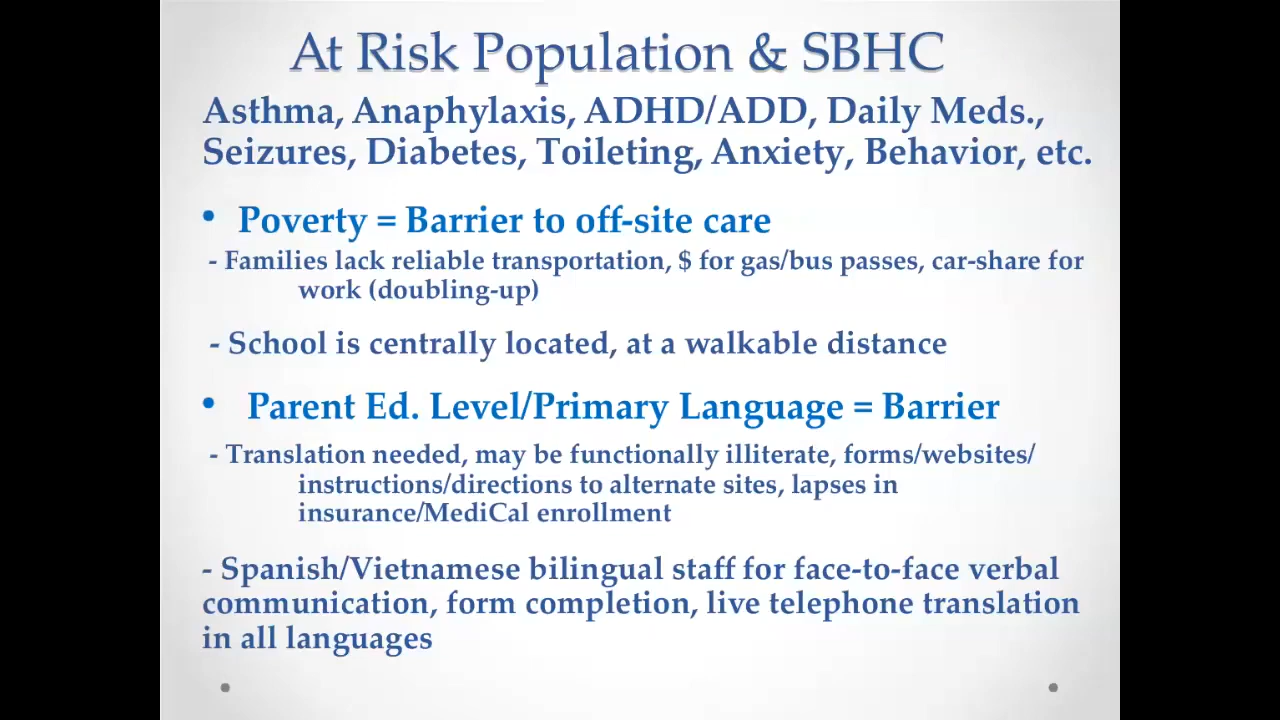 At Risk Population & SBHC
Asthma, Anaphylaxis, ADHD/ADD, Daily Meds.,
Seizures, Diabetes, Toileting, Anxiety, Behavior, etc.
• Poverty = Barrier to off-site care
- Families lack reliable transportation, $ for gas/bus passes, car-share for
work (doubling-up)
- School is centrally located, at a walkable distance
• Parent Ed. Level/Primary Language = Barrier
- Translation needed, may be functionally illiterate, forms/websites/
instructions/directions to alternate sites, lapses in
insurance/MediCal enrollment
- Spanish/Vietnamese bilingual staff for face-to-face verbal
communication, form completion, live telephone translation
in all languages